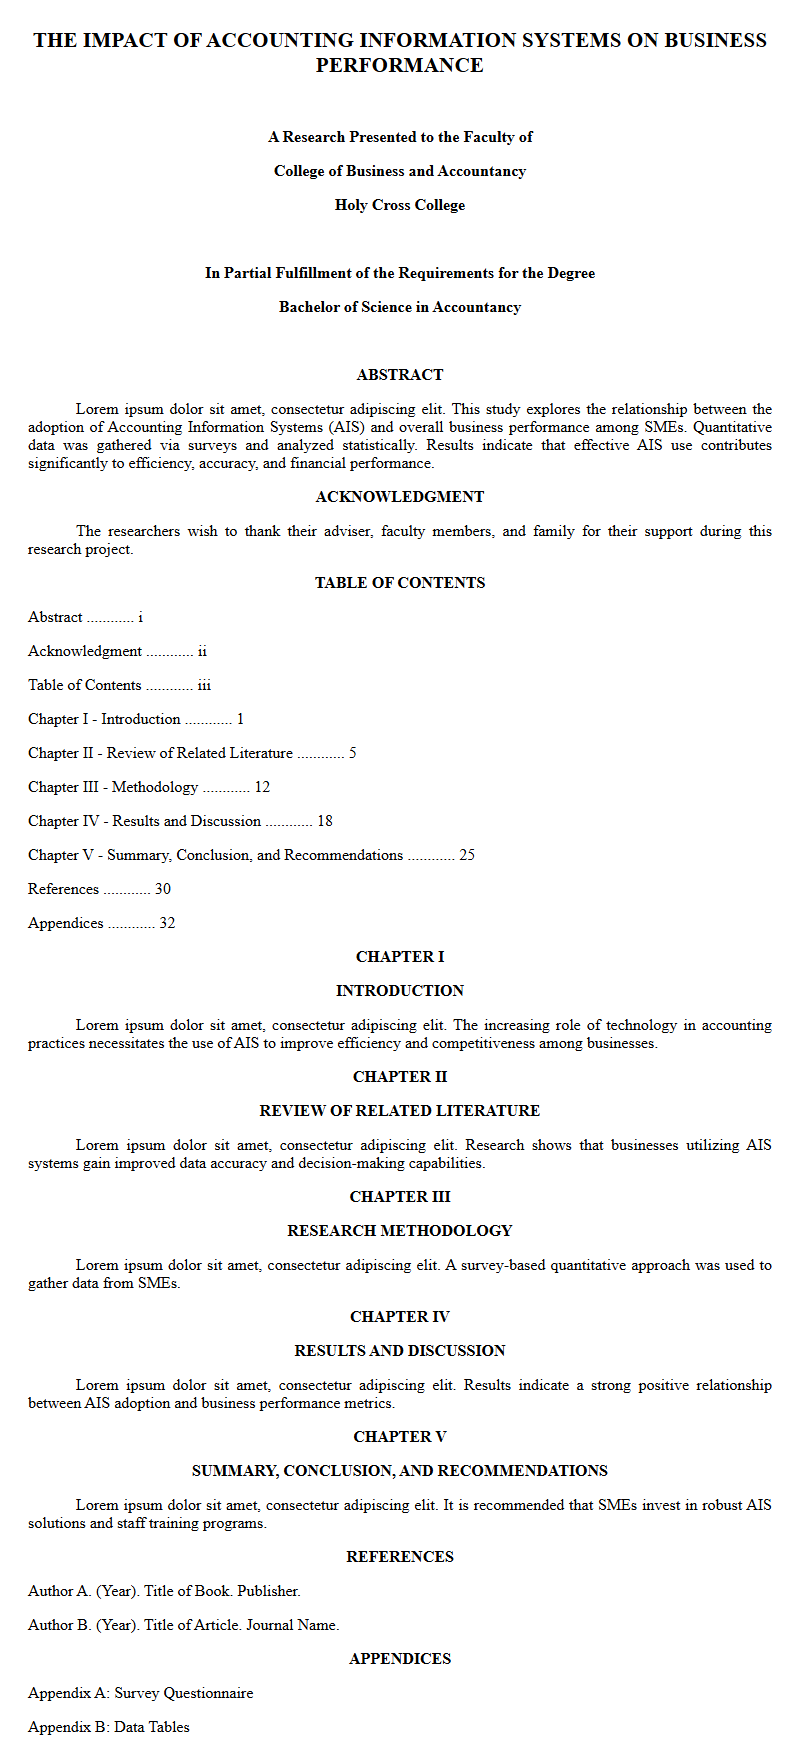 THE IMPACT OF ACCOUNTING INFORMATION SYSTEMS ON BUSINESS
PERFORMANCE
A Research Presented to the Faculty of
College of Business and Accountancy
Holy Cross College
In Partial Fulfillment of the Requirements for the Degree
Bachelor of Science in Accountancy
ABSTRACT
Lorem ipsum dolor sit amet, consectetur adipiscing elit. This study explores the relationship between the
adoption of Accounting Information Systems (AIS) and overall business performance among SMEs. Quantitative
data was gathered via surveys and analyzed statistically. Results indicate that effective AIS use contributes
significantly to efficiency, accuracy, and financial performance.
ACKNOWLEDGMENT
The researchers wish to thank their adviser, faculty members, and family for their support during this
research project.
TABLE OF CONTENTS
Abstract ............ i
Acknowledgment ............ ii
Table of Contents ............ iii
Chapter I - Introduction ............ 1
Chapter II - Review of Related Literature ............ 5
Chapter III - Methodology ............ 12
Chapter IV - Results and Discussion ............ 18
Chapter V - Summary, Conclusion, and Recommendations ............ 25
References ............ 30
Appendices ............ 32
CHAPTER I
INTRODUCTION
Lorem ipsum dolor sit amet, consectetur adipiscing elit. The increasing role of technology in accounting
practices necessitates the use of AIS to improve efficiency and competitiveness among businesses.
CHAPTER II
REVIEW OF RELATED LITERATURE
Lorem ipsum dolor sit amet, consectetur adipiscing elit. Research shows that businesses utilizing AIS
systems gain improved data accuracy and decision-making capabilities.
CHAPTER III
RESEARCH METHODOLOGY
Lorem ipsum dolor sit amet, consectetur adipiscing elit. A survey-based quantitative approach was used to
gather data from SMEs.
CHAPTER IV
RESULTS AND DISCUSSION
Lorem ipsum dolor sit amet, consectetur adipiscing elit. Results indicate a strong positive relationship
between AIS adoption and business performance metrics.
CHAPTER V
SUMMARY, CONCLUSION, AND RECOMMENDATIONS
Lorem ipsum dolor sit amet, consectetur adipiscing elit. It is recommended that SMEs invest in robust AIS
solutions and staff training programs.
REFERENCES
Author A. (Year). Title of Book. Publisher.
Author B. (Year). Title of Article. Journal Name.
APPENDICES
Appendix A: Survey Questionnaire
Appendix B: Data Tables